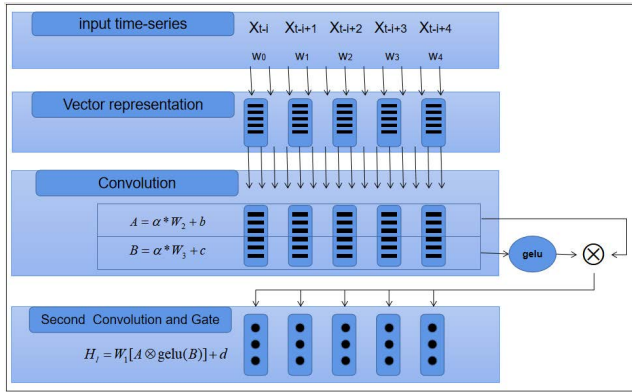 input time-series
Xt-i Xt-i+1 Xt-i+2 Xt-i+3 Xt-i+4
w0 w1 w2 w3 w4
Vector representation
Convolution
A = α * W2 + b
B = α * W3 + c
gelu
⊗
Second Convolution and Gate
Hl = W1[A ⊗ gelu(B)] + d